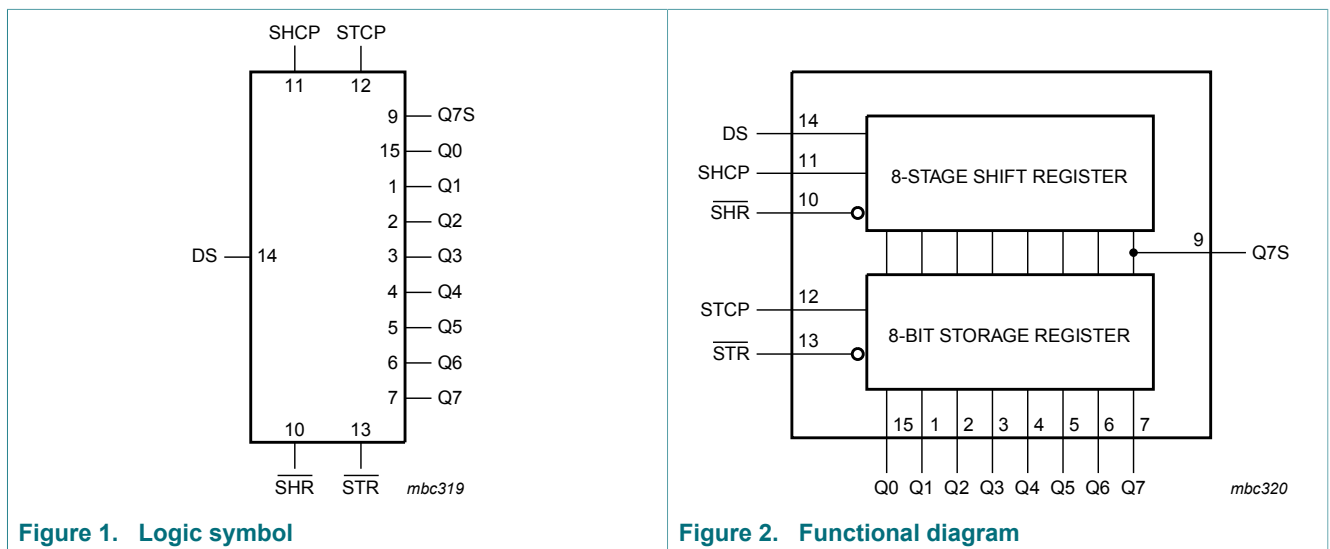 SHCP STCP
11 12
9 Q7S
15 Q0
1 Q1
2 Q2
DS 14 3 Q3
4 Q4
5 Q5
6 Q6
7 Q7
10 13
SHR STR mbc319
Figure 1. Logic symbol
DS 14
SHCP 11
8-STAGE SHIFT REGISTER
SHR 10
9 Q7S
STCP 12
8-BIT STORAGE REGISTER
STR 13
15 1 2 3 4 5 6 7
Q0 Q1 Q2 Q3 Q4 Q5 Q6 Q7 mbc320
Figure 2. Functional diagram